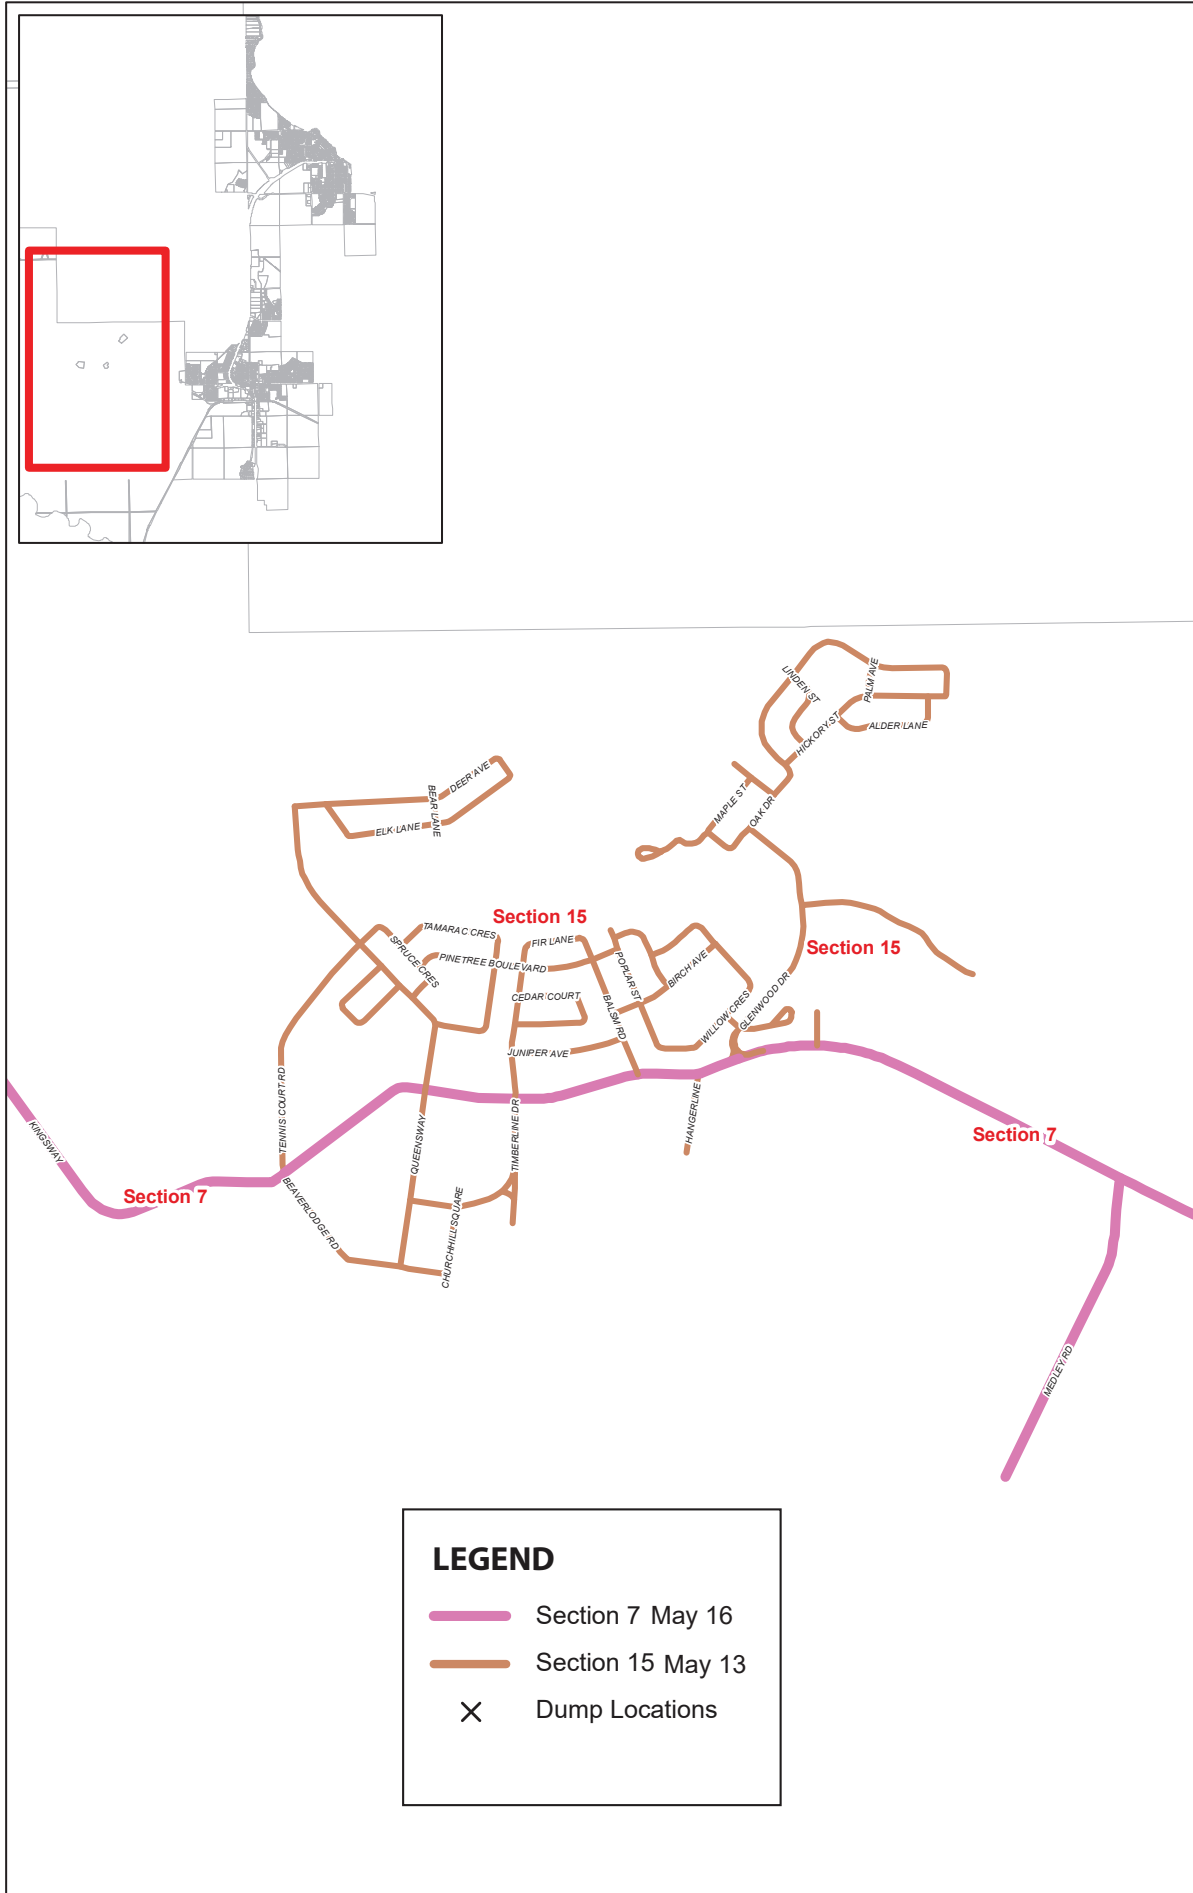 LINDEN ST
PALM AVE
HICKORY ST
ALDER LANE
DEER AVE
BEAR LANE
ELK LANE
MAPLE ST
OAK DR
Section 15
TAMARAC CRES
SPRUCE CRES
FIR LANE
PINETREE BOULEVARD
POPLAR ST
BIRCH AVE
Section 15
CEDAR COURT
BALSM RD
WILLOW CRES
GLENWOOD DR
JUNIPER AVE
TENNIS COURT RD
KINGSWAY
QUEENSWAY
TIMBERLINE DR
HANGERLINE
Section 7
Section 7
BEAVERLODGE RD
CHURCHHILL SQUARE
MEDLEY RD
LEGEND
Section 7 May 16
Section 15 May 13
Dump Locations